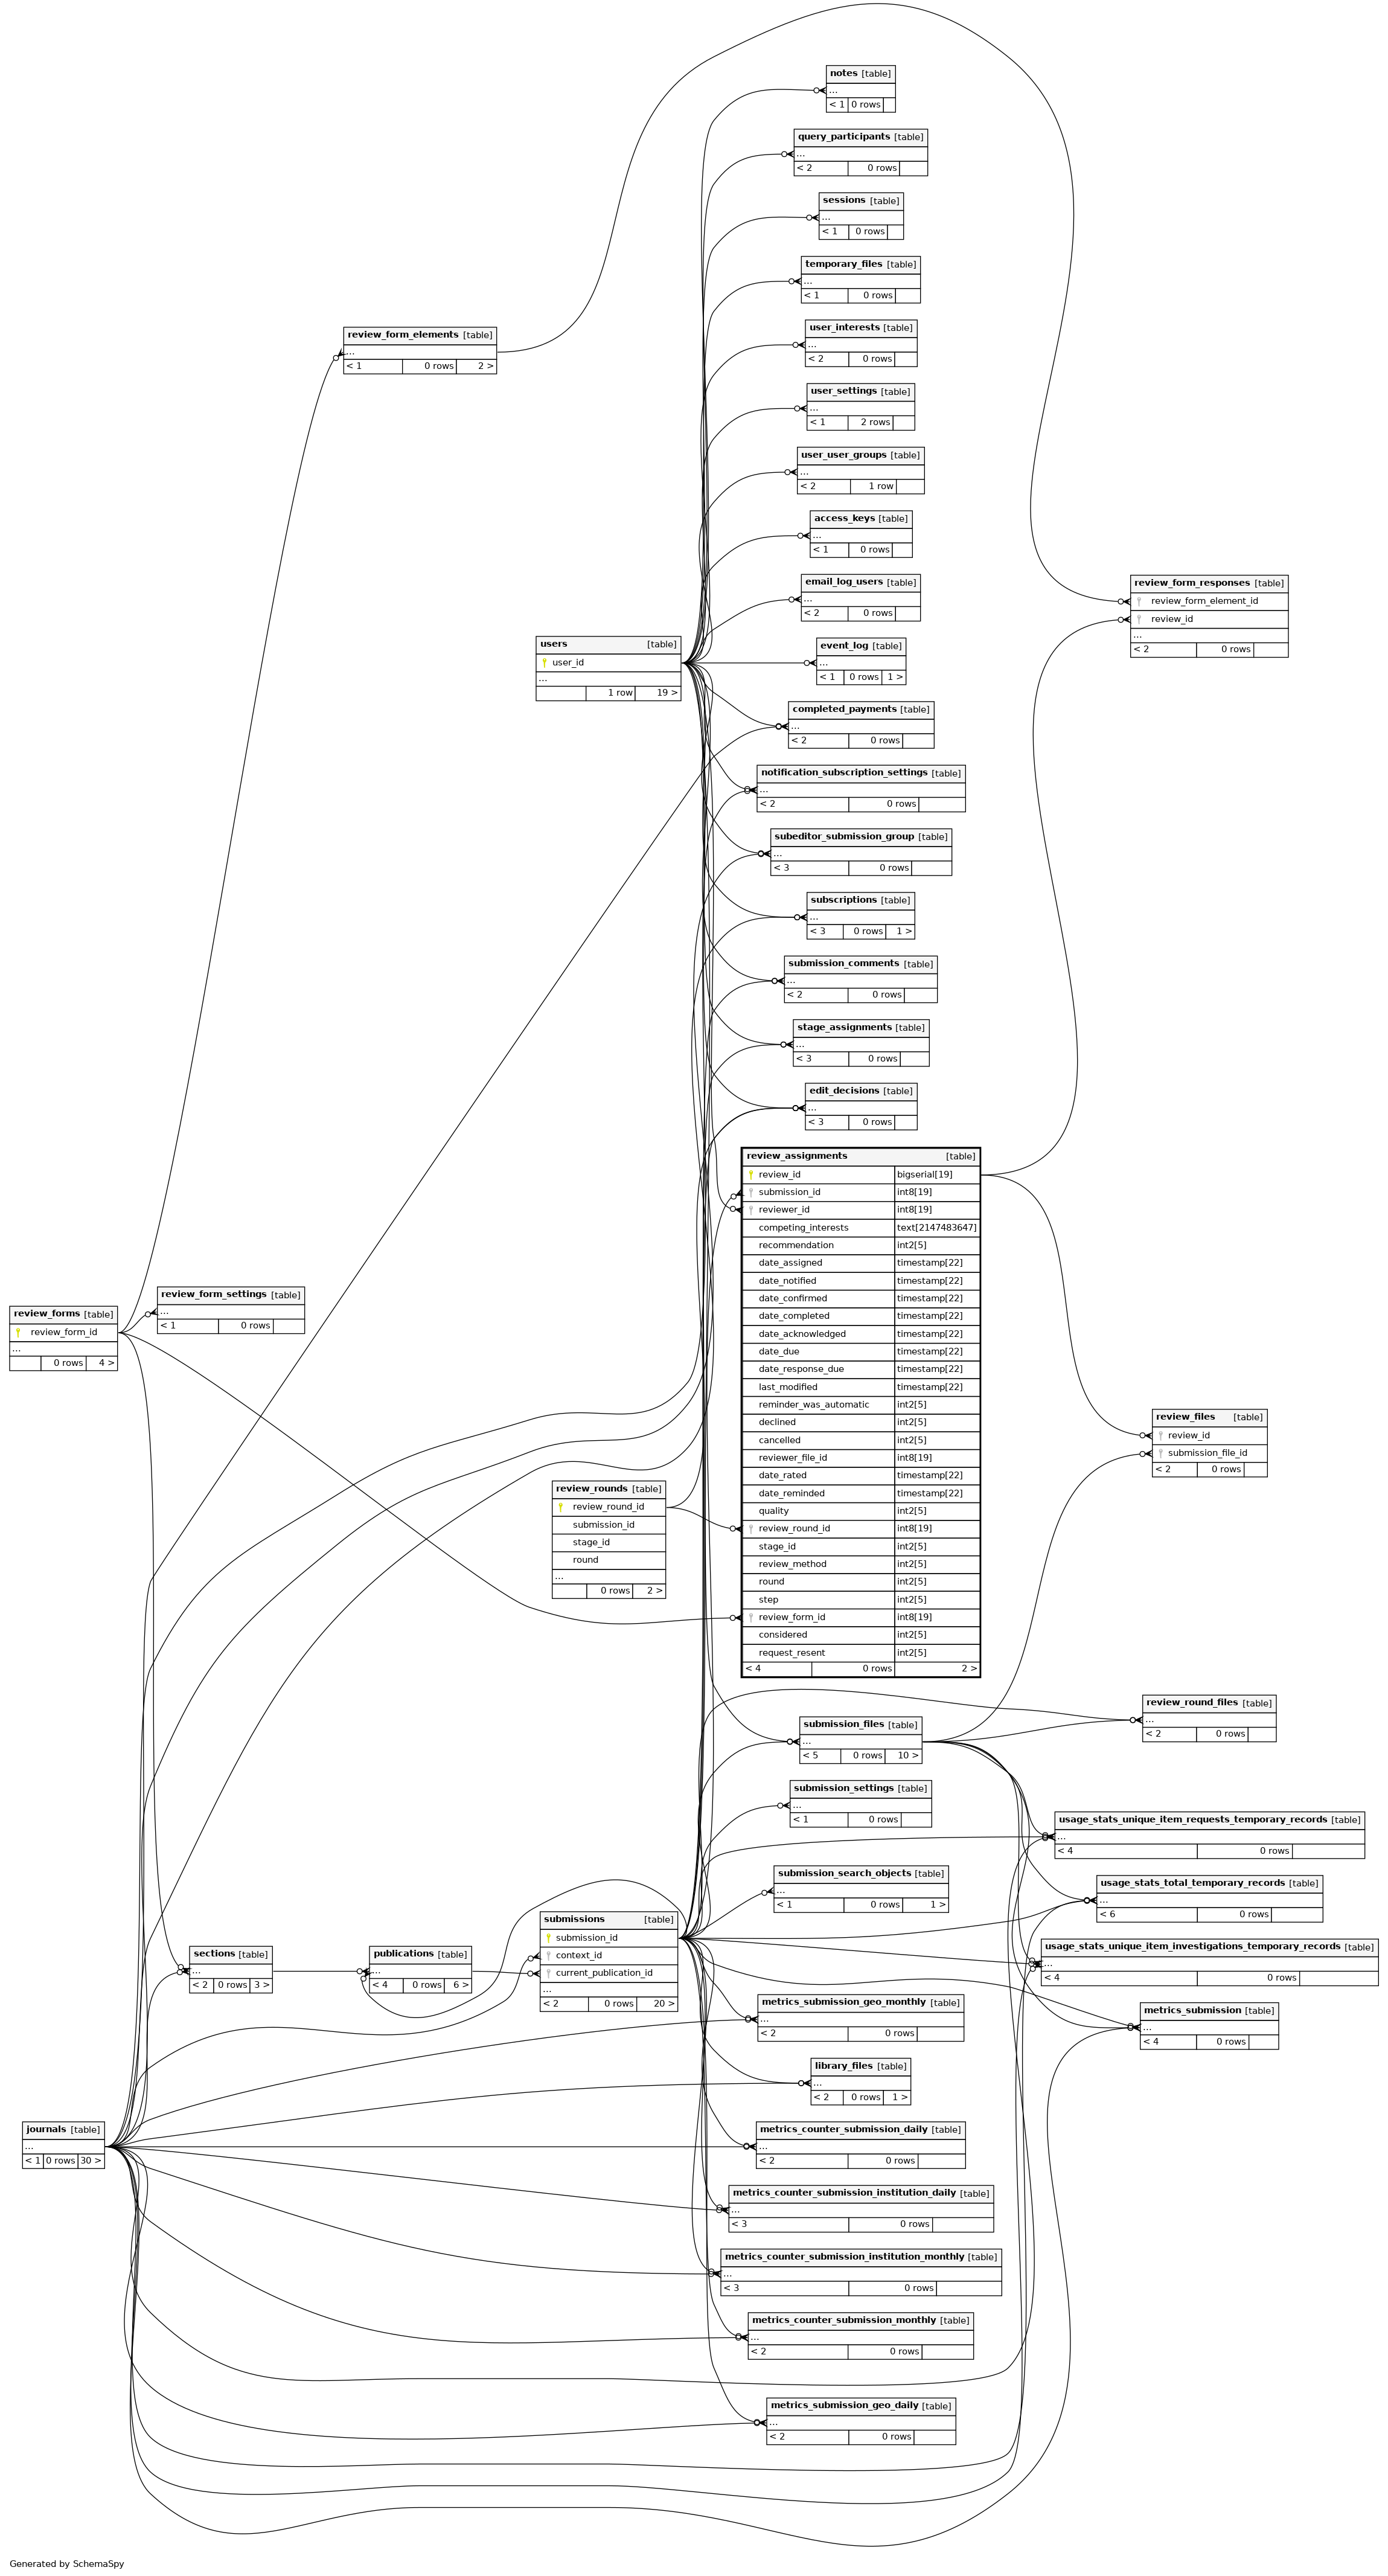 notes [table]
...
< 1 0 rows
query_participants [table]
...
< 2 0 rows
sessions [table]
...
< 1 0 rows
temporary_files [table]
...
< 1 0 rows
user_interests [table]
...
< 2 0 rows
review_form_elements [table]
...
< 1 0 rows 2 >
user_settings [table]
...
< 1 2 rows
user_user_groups [table]
...
< 2 1 row
access_keys [table]
...
< 1 0 rows
email_log_users [table]
...
< 2 0 rows
review_form_responses [table]
review_form_element_id
review_id
...
< 2 0 rows
users [table]
user_id
...
1 row 19 >
event_log [table]
...
< 1 0 rows 1 >
completed_payments [table]
...
< 2 0 rows
notification_subscription_settings [table]
...
< 2 0 rows
subeditor_submission_group [table]
...
< 3 0 rows
subscriptions [table]
...
< 3 0 rows 1 >
submission_comments [table]
...
< 2 0 rows
stage_assignments [table]
...
< 3 0 rows
edit_decisions [table]
...
< 3 0 rows
review_assignments [table]
review_id bigserial[19]
submission_id int8[19]
reviewer_id int8[19]
competing_interests text[2147483647]
recommendation int2[5]
date_assigned timestamp[22]
date_notified timestamp[22]
date_confirmed timestamp[22]
date_completed timestamp[22]
date_acknowledged timestamp[22]
date_due timestamp[22]
date_response_due timestamp[22]
last_modified timestamp[22]
reminder_was_automatic int2[5]
declined int2[5]
cancelled int2[5]
reviewer_file_id int8[19]
date_rated timestamp[22]
date_reminded timestamp[22]
quality int2[5]
review_round_id int8[19]
stage_id int2[5]
review_method int2[5]
round int2[5]
step int2[5]
review_form_id int8[19]
considered int2[5]
request_resent int2[5]
< 4 0 rows 2 >
review_form_settings [table]
...
< 1 0 rows
review_forms [table]
review_form_id
...
0 rows 4 >
review_files [table]
review_id
submission_file_id
< 2 0 rows
review_rounds [table]
review_round_id
submission_id
stage_id
round
...
0 rows 2 >
review_round_files [table]
...
< 2 0 rows
submission_files [table]
...
< 5 0 rows 10 >
submission_settings [table]
...
< 1 0 rows
usage_stats_unique_item_requests_temporary_records [table]
...
< 4 0 rows
submission_search_objects [table]
...
< 1 0 rows 1 >
usage_stats_total_temporary_records [table]
...
< 6 0 rows
submissions [table]
submission_id
context_id
current_publication_id
...
< 2 0 rows 20 >
sections [table]
...
< 2 0 rows 3 >
publications [table]
...
< 4 0 rows 6 >
usage_stats_unique_item_investigations_temporary_records [table]
...
< 4 0 rows
metrics_submission_geo_monthly [table]
...
< 2 0 rows
metrics_submission [table]
...
< 4 0 rows
library_files [table]
...
< 2 0 rows 1 >
journals [table]
...
< 1 0 rows 30 >
metrics_counter_submission_daily [table]
...
< 2 0 rows
metrics_counter_submission_institution_daily [table]
...
< 3 0 rows
metrics_counter_submission_institution_monthly [table]
...
< 3 0 rows
metrics_counter_submission_monthly [table]
...
< 2 0 rows
metrics_submission_geo_daily [table]
...
< 2 0 rows
Generated by SchemaSpy